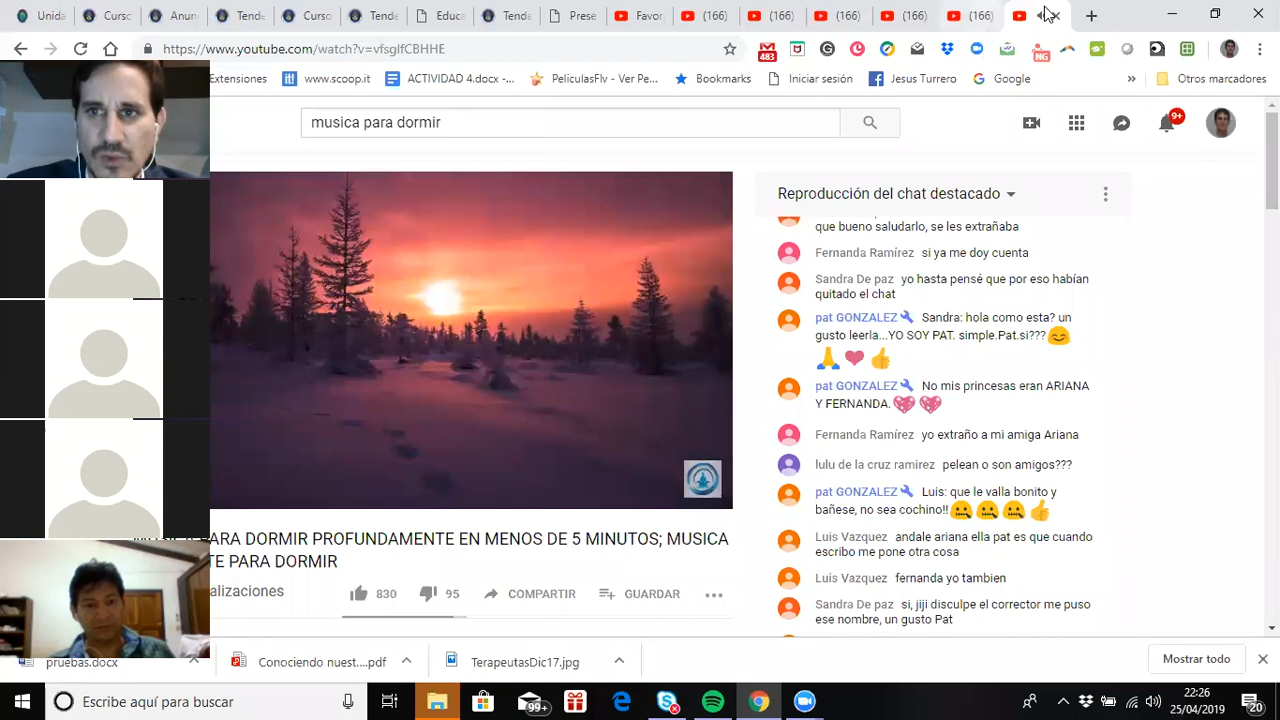 Unida
Curso
Anun
Curso
Tende
Educa
Tende
Prese
Favor
(166)
(166)
(166)
(166)
(166)
https://www.youtube.com/watch?v=vfsgIfCBHHE
483
NG
Extensiones
www.scoop.it
ACTIVIDAD 4.docx -...
PeliculasFlv - Ver Pe...
Bookmarks
Iniciar sesión
Jesus Turrero
Google
»
Otros marcadores
musica para dormir
9+
Reproducción del chat destacado
que bueno saludarlo, se les extrañaba
Fernanda Ramírez si ya me doy cuenta
Sandra De paz yo hasta pensé que por eso habían
quitado el chat
pat GONZALEZ Sandra: hola como esta? un
gusto leerla...YO SOY PAT. simple.Pat.si???😊
🙏 ❤ 👍
pat GONZALEZ No mis princesas eran ARIANA
Y FERNANDA.💖 💖
Fernanda Ramírez yo extraño a mi amiga Ariana
lulu de la cruz ramirez pelean o son amigos???
pat GONZALEZ Luis: que le valla bonito y
bañese, no sea cochino!!🤐 🤐 🤐 👍
Luis Vazquez andale ariana ella pat es que cuando
escribo me pone otra cosa
Luis Vazquez fernanda yo tambien
Sandra De paz si, jiji disculpe el corrector me puso
ese nombre, un gusto Pat
PARA DORMIR PROFUNDAMENTE EN MENOS DE 5 MINUTOS; MUSICA
TE PARA DORMIR
alizaciones
830
95
COMPARTIR
GUARDAR
pruebas.docx
Conociendo nuest....pdf
TerapeutasDic17.jpg
Mostrar todo
Escribe aquí para buscar
99+
22:26
25/04/2019
20